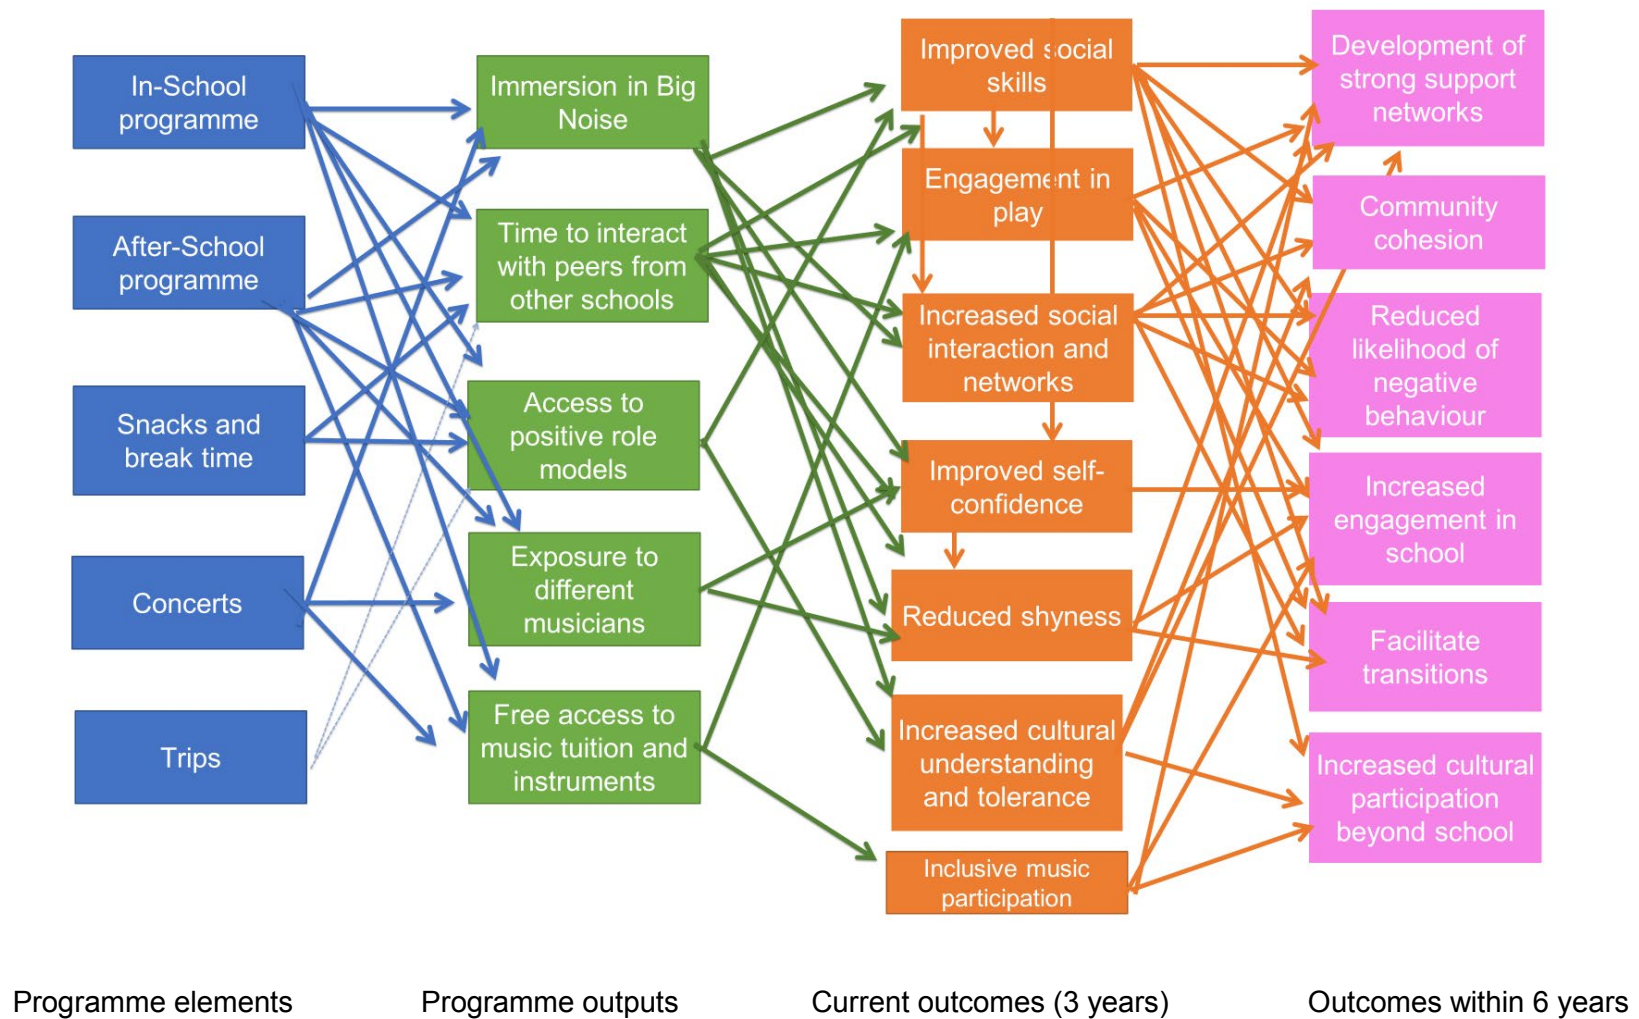 In-School
programme
After-School
programme
Snacks and
break time
Concerts
Trips
Immersion in Big
Noise
Time to interact
with peers from
other schools
Access to
positive role
models
Exposure to
different
musicians
Free access to
music tuition and
instruments
Improved social
skills
Engagement in
play
Increased social
interaction and
networks
Improved self-
confidence
Reduced shyness
Increased cultural
understanding
and tolerance
Inclusive music
participation
Development of
strong support
networks
Community
cohesion
Reduced
likelihood of
negative
behaviour
Increased
engagement in
school
Facilitate
transitions
Increased cultural
participation
beyond school
Programme elements
Programme outputs
Current outcomes (3 years)
Outcomes within 6 years